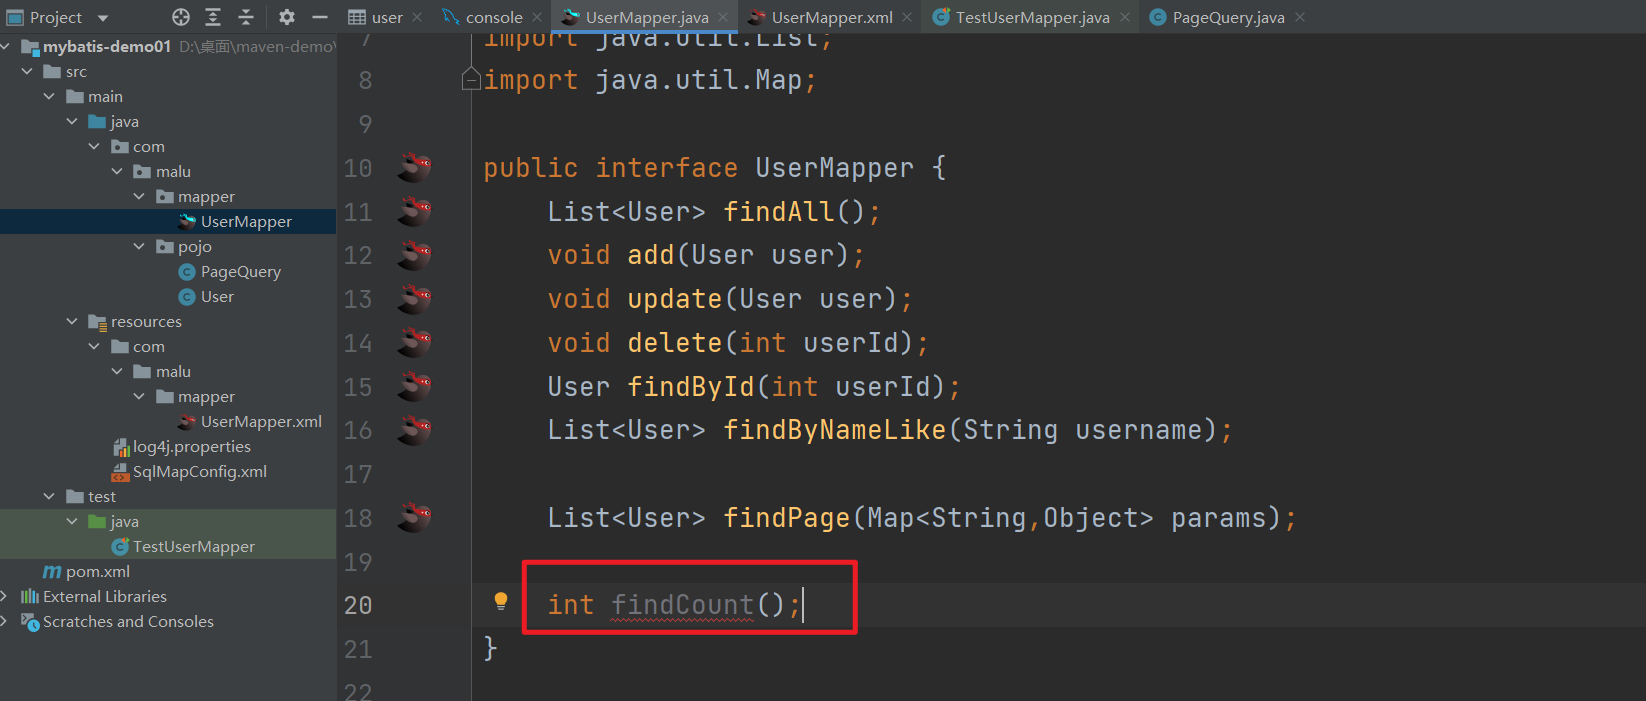 Project
user
console
UserMapper.java
UserMapper.xml
TestUserMapper.java
PageQuery.java
mybatis-demo01 D:\桌面\maven-demo\
src
main
java
com
malu
mapper
UserMapper
pojo
PageQuery
User
resources
com
malu
mapper
UserMapper.xml
log4j.properties
SqlMapConfig.xml
test
java
TestUserMapper
pom.xml
External Libraries
Scratches and Consoles
7 import java.util.List;
8 import java.util.Map;
9
10 public interface UserMapper {
11 List<User> findAll();
12 void add(User user);
13 void update(User user);
14 void delete(int userId);
15 User findById(int userId);
16 List<User> findByNameLike(String username);
17
18 List<User> findPage(Map<String,Object> params);
19
20 int findCount();
21 }
22